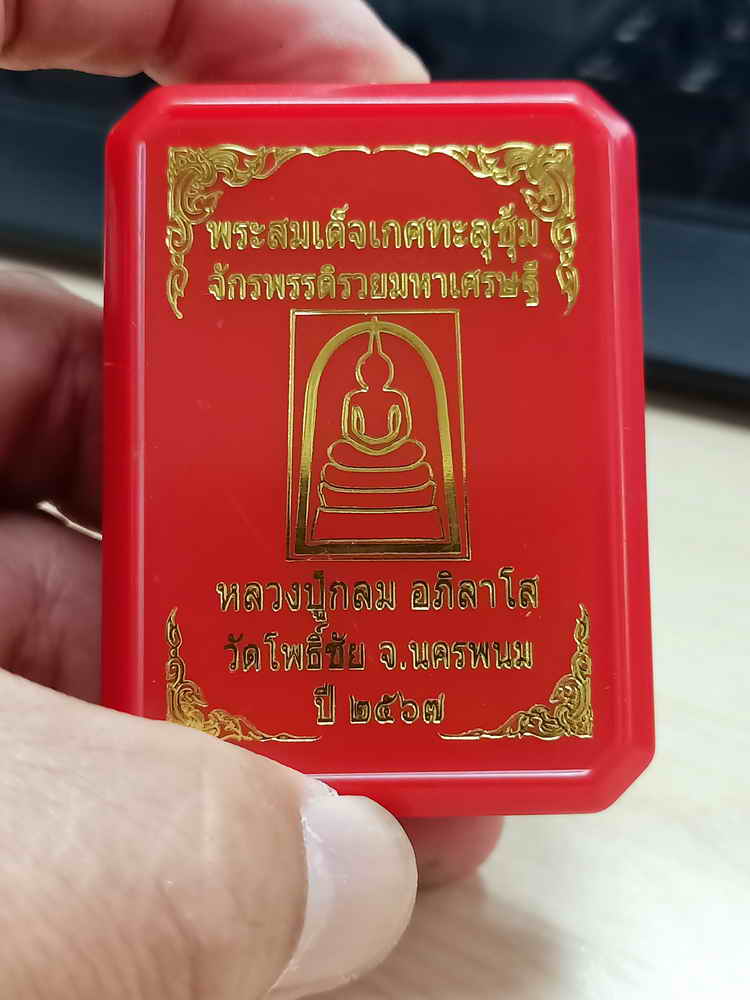 พระสมเด็จเกศทะลุซุ้ม
จักรพรรดิรวยมหาเศรษฐี
หลวงปู่กลม อภิลาโส
วัดโพธิ์ชัย จ.นครพนม
ปี ๒๕๖๗